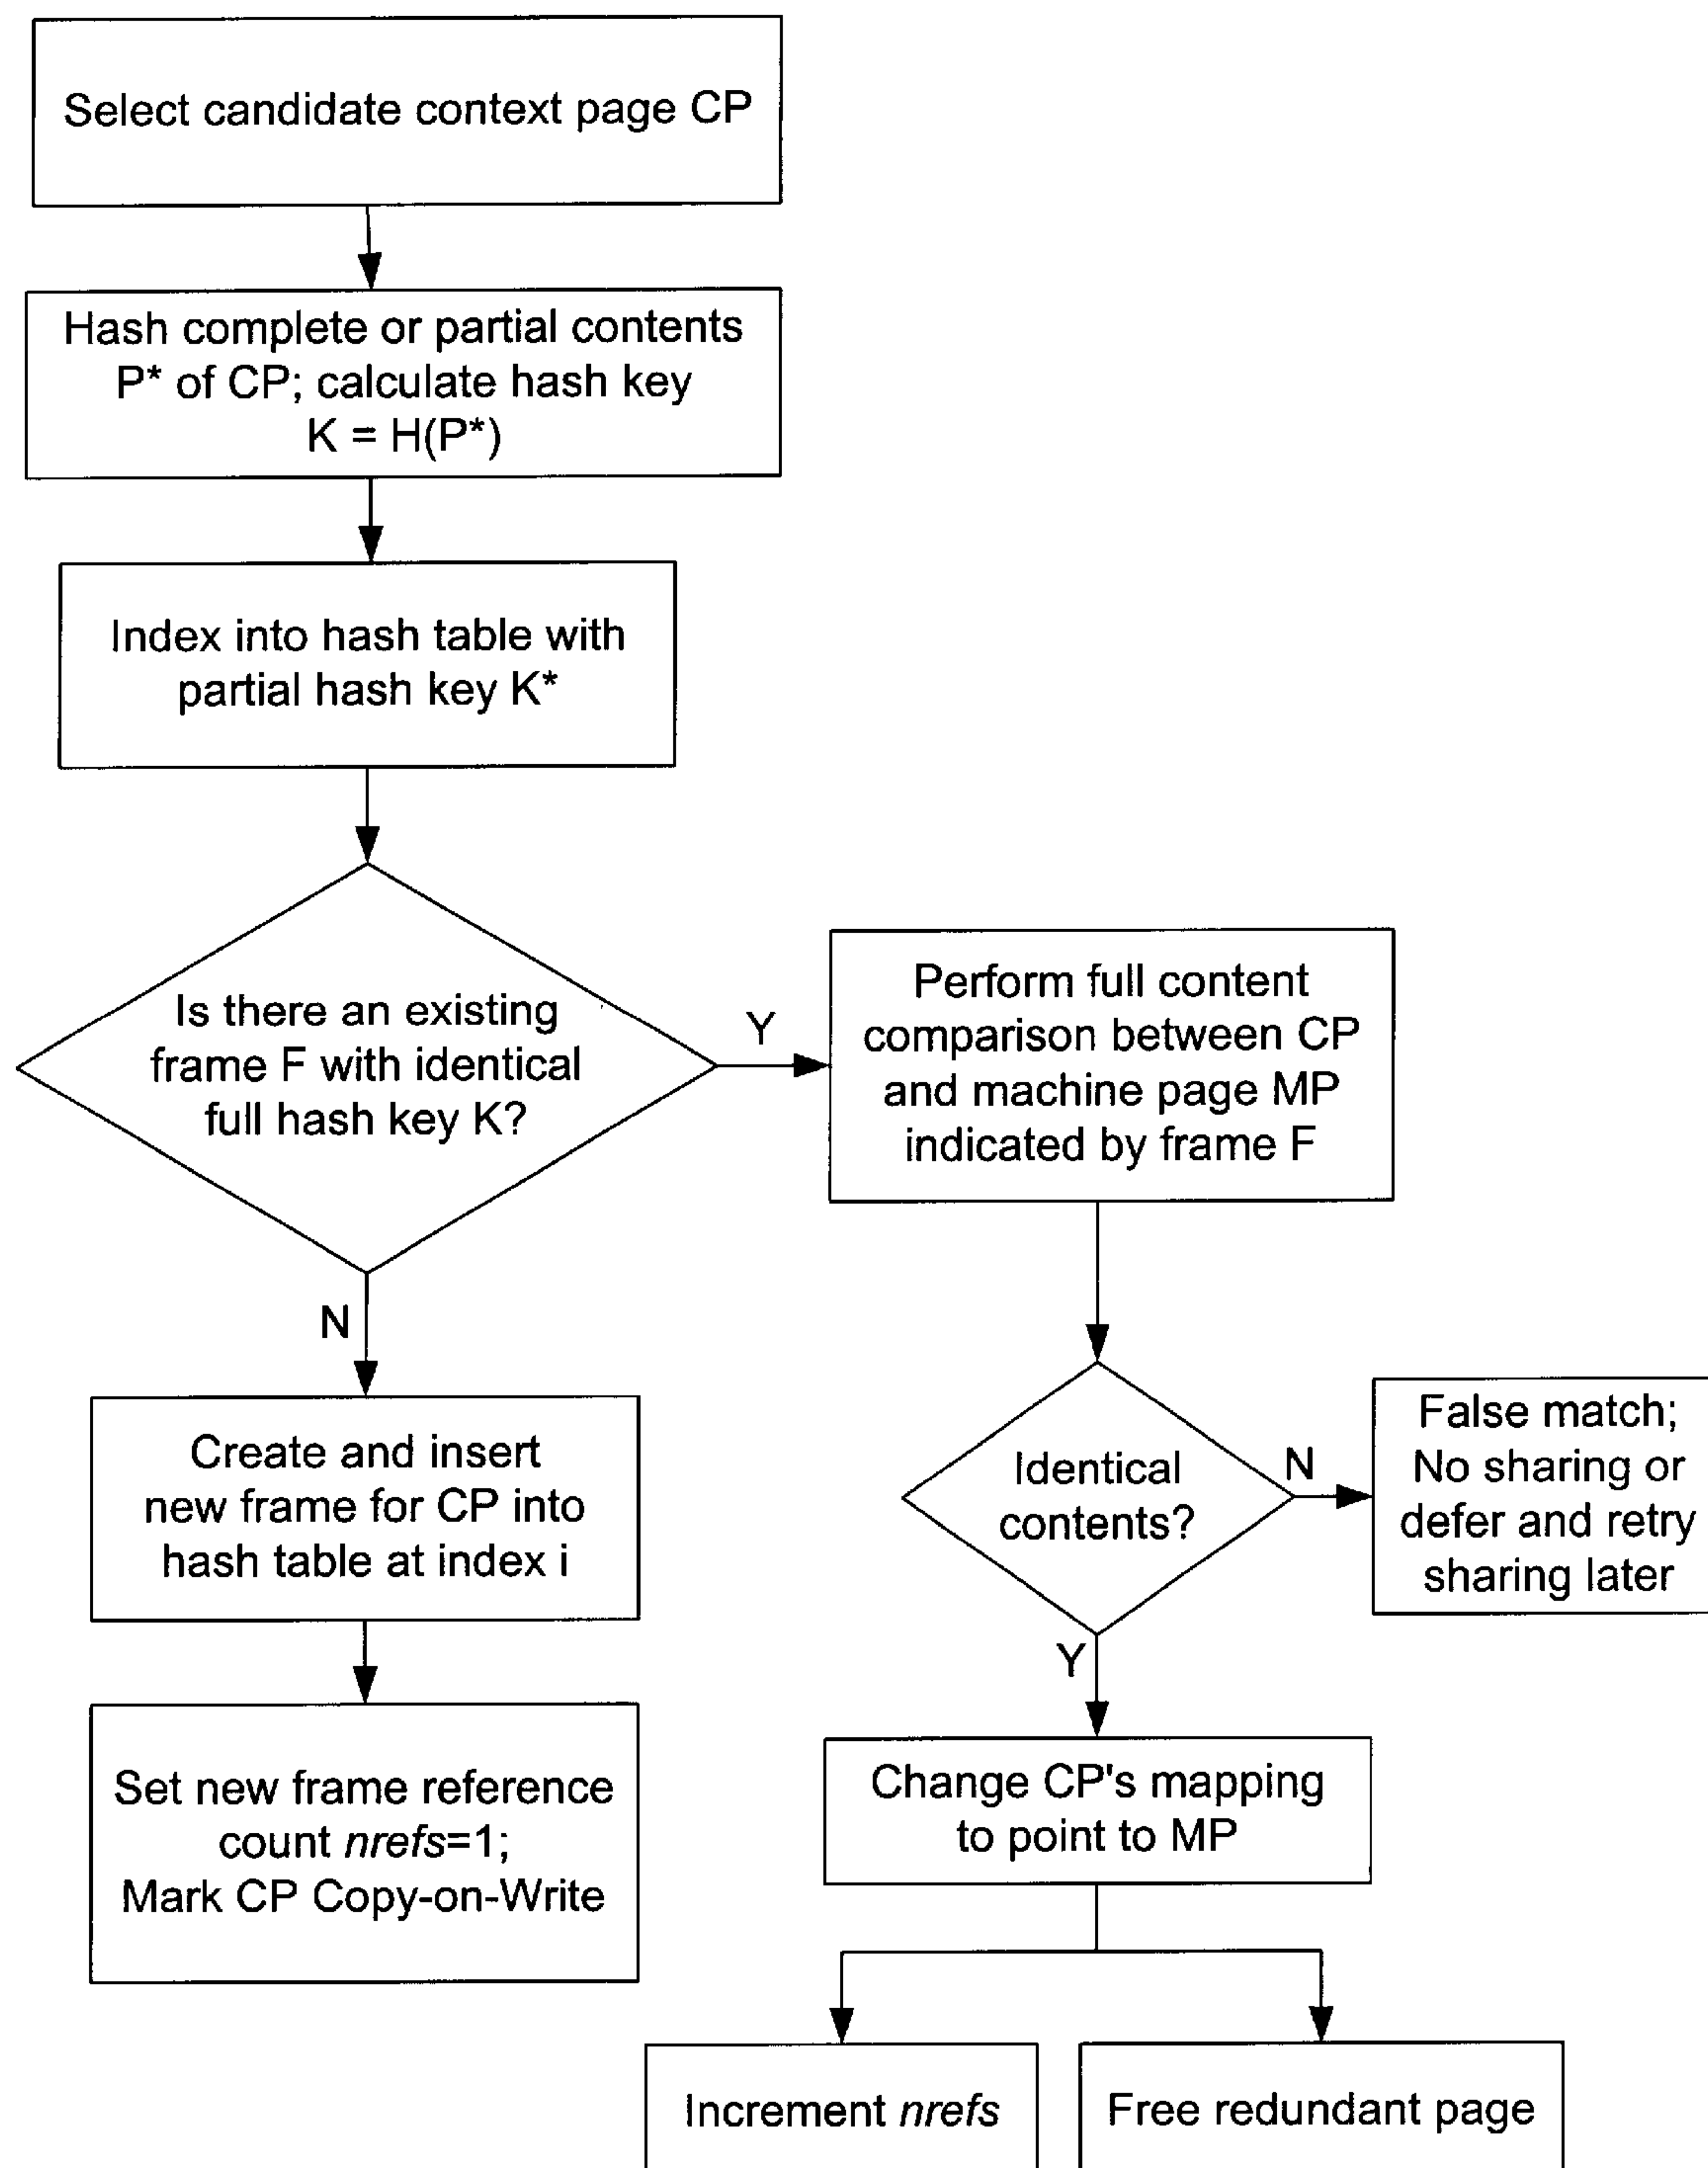 Select candidate context page CP
Hash complete or partial contents
P* of CP; calculate hash key
K = H(P*)
Index into hash table with
partial hash key K*
Is there an existing
frame F with identical
full hash key K?
Y
Perform full content
comparison between CP
and machine page MP
indicated by frame F
N
Create and insert
new frame for CP into
hash table at index i
Set new frame reference
count nrefs=1;
Mark CP Copy-on-Write
Identical
contents?
N
False match;
No sharing or
defer and retry
sharing later
Y
Change CP's mapping
to point to MP
Increment nrefs
Free redundant page